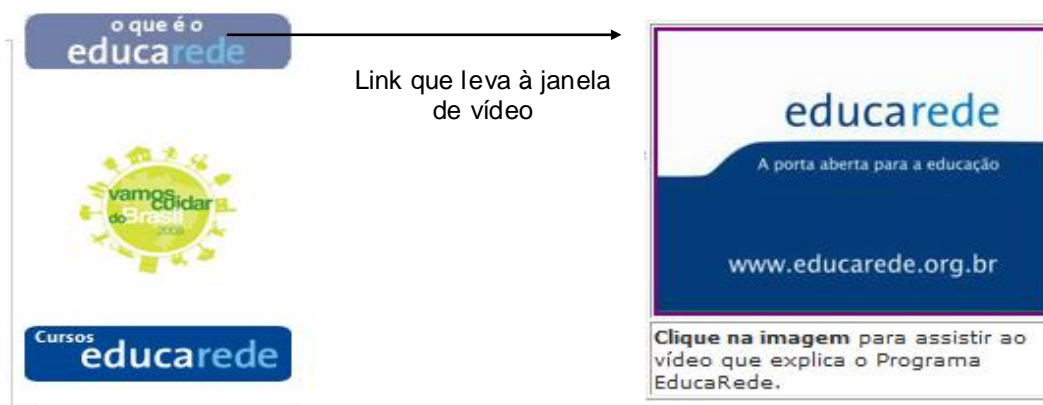 o que é o
educarede
Link que leva à janela
de vídeo
vamos
cuidar
do Brasil
2008
Cursos
educarede
educarede
A porta aberta para a educação
www.educarede.org.br
Clique na imagem para assistir ao
vídeo que explica o Programa
EducaRede.